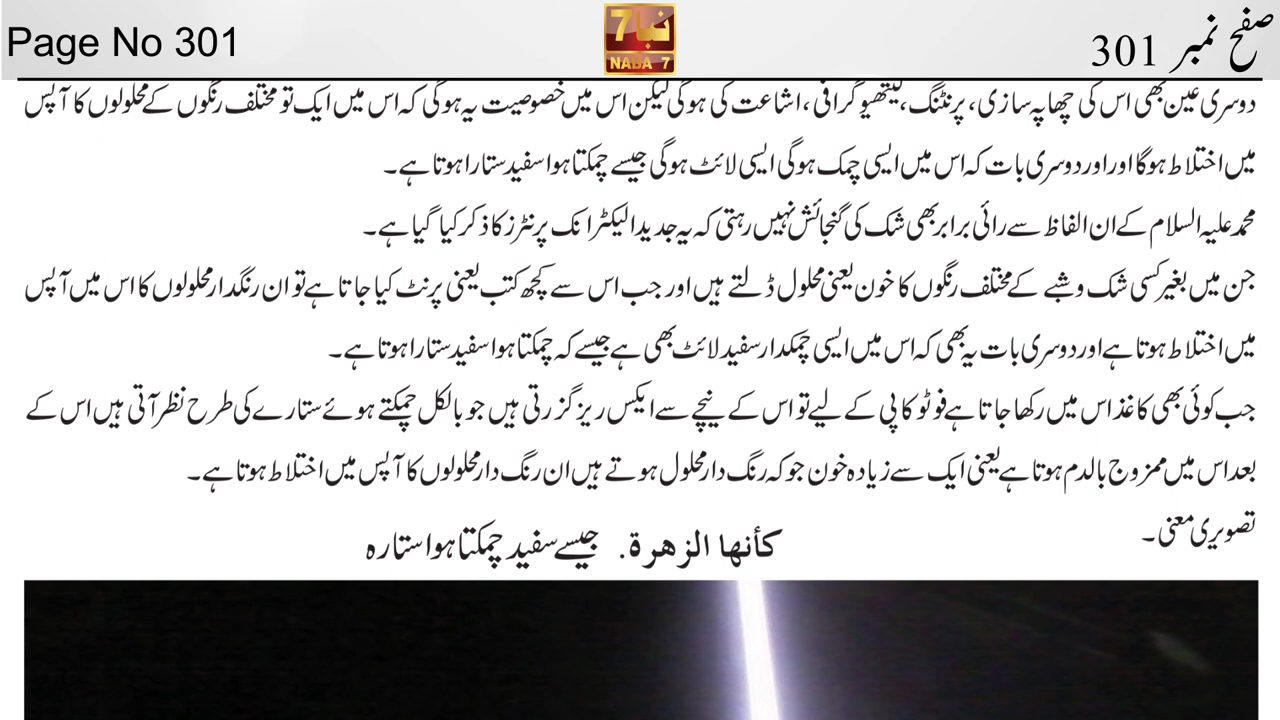 Page No 301
نبا 7
NABA 7
صفح نمبر 301
دوسری عین بھی اس کی چھاپہ سازی، پرنٹنگ، لیتھو گرافی، اشاعت کی ہوگی لیکن اس میں خصوصیت یہ ہوگی کہ اس میں ایک تو مختلف رنگوں کے محلولوں کا آپس
میں اختلاط ہوگا اور اور دوسری بات کہ اس میں ایسی چمک ہوگی ایسی لائٹ ہوگی جیسے چمکتا ہوا سفید ستارا ہوتا ہے۔
محمد علیہ السلام کے ان الفاظ سے رائی برابر بھی شک کی گنجائش نہیں رہتی کہ یہ جدید الیکٹرانک پرنٹرز کا ذکر کیا گیا ہے۔
جن میں بغیر کسی شک و شبے کے مختلف رنگوں کا خون یعنی محلول ڈلتے ہیں اور جب اس سے کچھ کتب یعنی پرنٹ کیا جاتا ہے تو ان رنگدار محلولوں کا اس میں آپس
میں اختلاط ہوتا ہے اور دوسری بات یہ بھی کہ اس میں ایسی چمکدار سفید لائٹ بھی ہے جیسے کہ چمکتا ہوا سفید ستارا ہوتا ہے۔
جب کوئی بھی کاغذ اس میں رکھا جاتا ہے فوٹو کاپی کے لیے تو اس کے نیچے سے ایکس ریز گزرتی ہیں جو بالکل چمکتے ہوئے ستارے کی طرح نظر آتی ہیں اس کے
بعد اس میں ممزوج بالدم ہوتا ہے یعنی ایک سے زیادہ خون جو کہ رنگ دار محلول ہوتے ہیں ان رنگ دار محلولوں کا آپس میں اختلاط ہوتا ہے۔
تصویری معنی۔
كأنها الزهرة. جیسے سفید چمکتا ہوا ستارہ